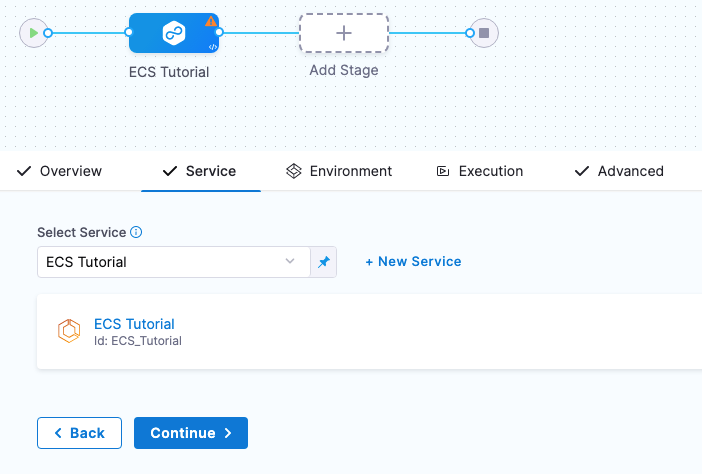 ECS Tutorial
Add Stage
Overview
Service
Environment
Execution
Advanced
Select Service
ECS Tutorial
+ New Service
ECS Tutorial
Id: ECS_Tutorial
Back
Continue